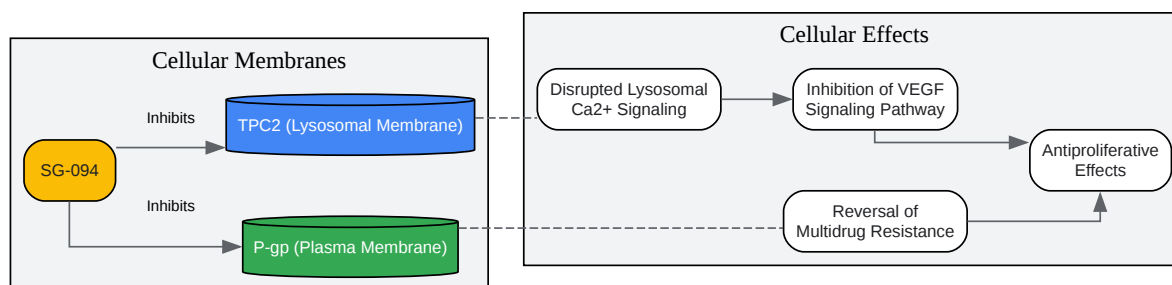 Cellular Membranes
SG-094
Inhibits
TPC2 (Lysosomal Membrane)
Inhibits
P-gp (Plasma Membrane)
Cellular Effects
Disrupted Lysosomal
Ca2+ Signaling
Inhibition of VEGF
Signaling Pathway
Antiproliferative
Effects
Reversal of
Multidrug Resistance